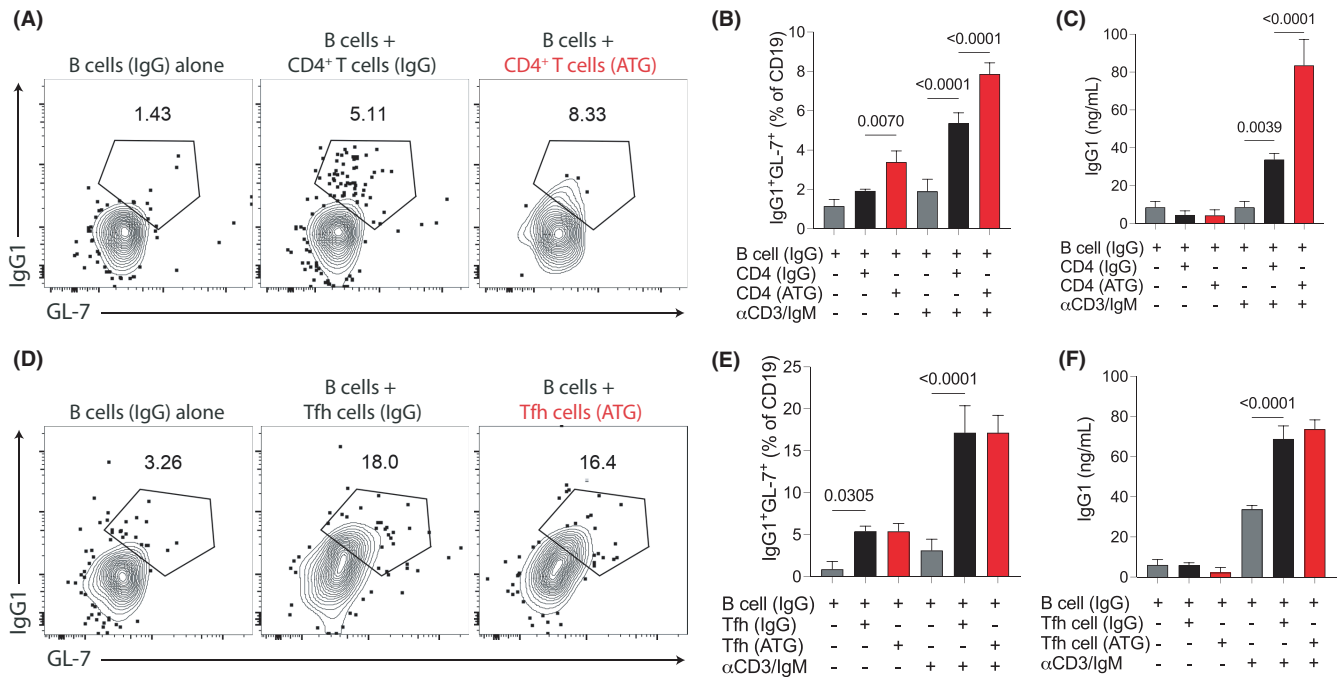 (A)
B cells (IgG) alone
B cells +
CD4⁺ T cells (IgG)
B cells +
CD4⁺ T cells (ATG)
1.43
5.11
8.33
IgG1
GL-7
(B)
IgG1⁺GL-7⁺ (% of CD19)
10
8
6
4
2
0
0.0070
<0.0001
<0.0001
B cell (IgG) + + + + + +
CD4 (IgG) - + - - + -
CD4 (ATG) - - + - - +
αCD3/IgM - - - + + +
(C)
IgG1 (ng/mL)
100
80
60
40
20
0
0.0039
<0.0001
B cell (IgG) + + + + + +
CD4 (IgG) - + - - + -
CD4 (ATG) - - + - - +
αCD3/IgM - - - + + +
(D)
B cells (IgG) alone
B cells +
Tfh cells (IgG)
B cells +
Tfh cells (ATG)
3.26
18.0
16.4
IgG1
GL-7
(E)
IgG1⁺GL-7⁺ (% of CD19)
25
20
15
10
5
0
0.0305
<0.0001
B cell (IgG) + + + + + +
Tfh (IgG) - + - - + -
Tfh (ATG) - - + - - +
αCD3/IgM - - - + + +
(F)
IgG1 (ng/mL)
100
80
60
40
20
0
<0.0001
B cell (IgG) + + + + + +
Tfh cell (IgG) - + - - + -
Tfh cell (ATG) - - + - - +
αCD3/IgM - - - + + +